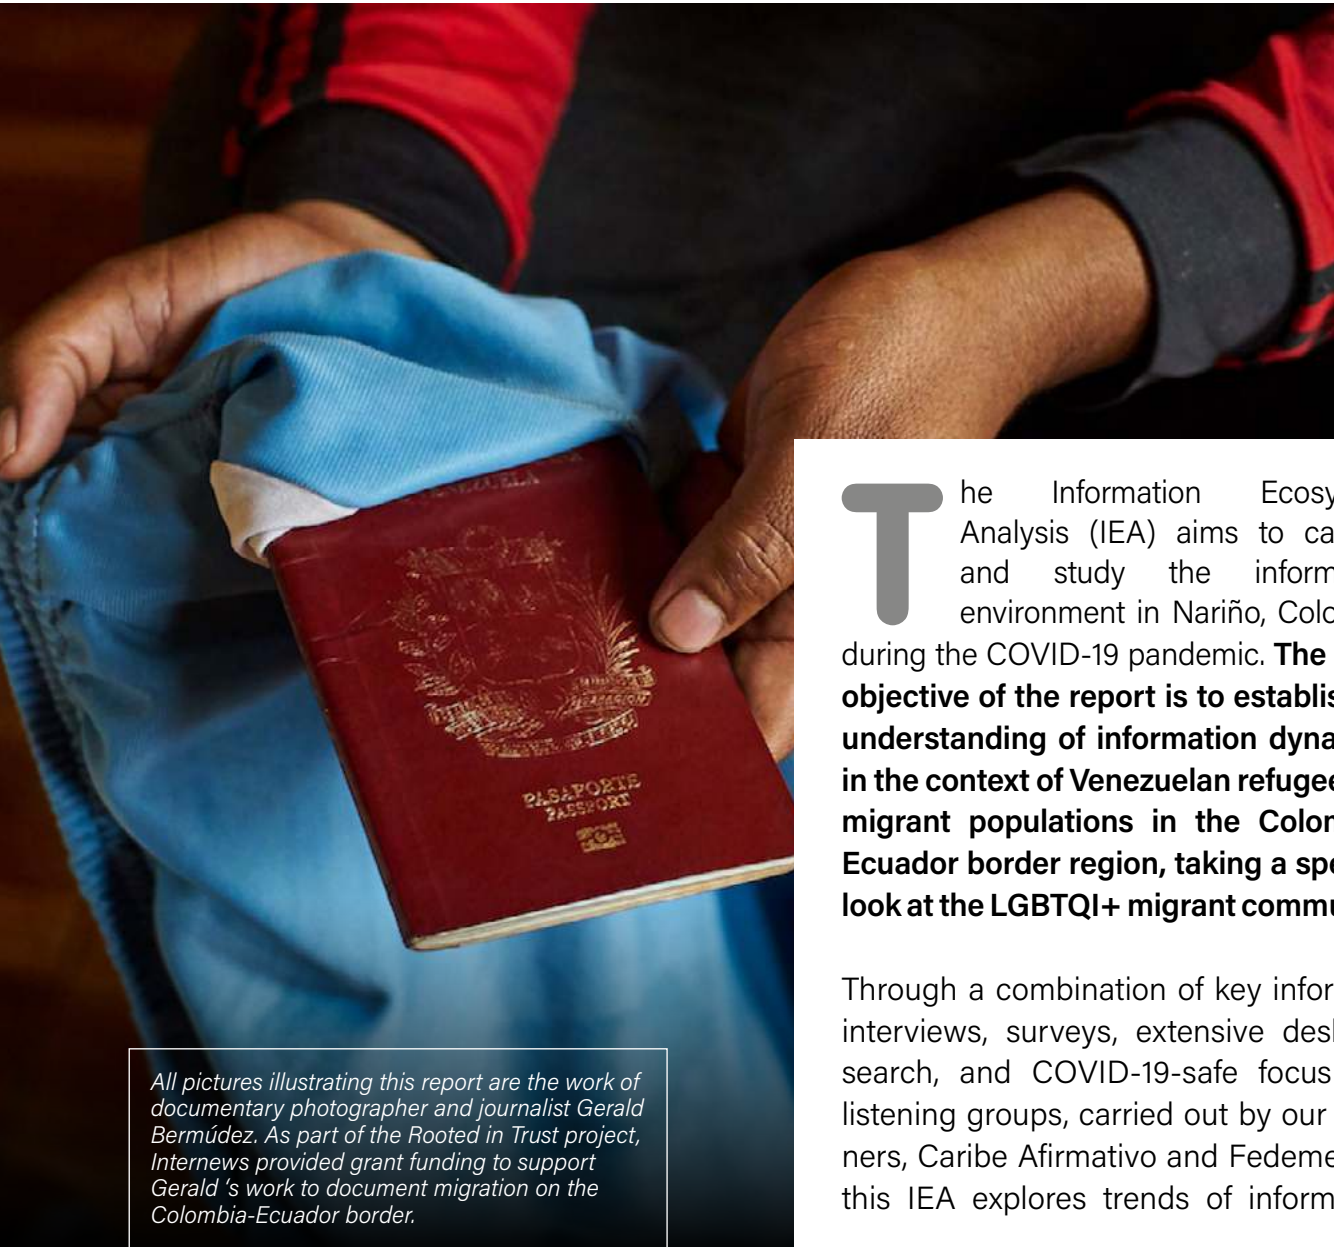 VENEZUELA
PASAPORTE
PASSPORT
All pictures illustrating this report are the work of
documentary photographer and journalist Gerald
Bermúdez. As part of the Rooted in Trust project,
Internews provided grant funding to support
Gerald ‘s work to document migration on the
Colombia-Ecuador border.
The Information Ecosy
Analysis (IEA) aims to ca
and study the inform
environment in Nariño, Colo
during the COVID-19 pandemic. The
objective of the report is to establis
understanding of information dyna
in the context of Venezuelan refugee
migrant populations in the Colom
Ecuador border region, taking a spe
look at the LGBTQI+ migrant commu
Through a combination of key infor
interviews, surveys, extensive desk
search, and COVID-19-safe focus
listening groups, carried out by our
ners, Caribe Afirmativo and Fedeme
this IEA explores trends of inform